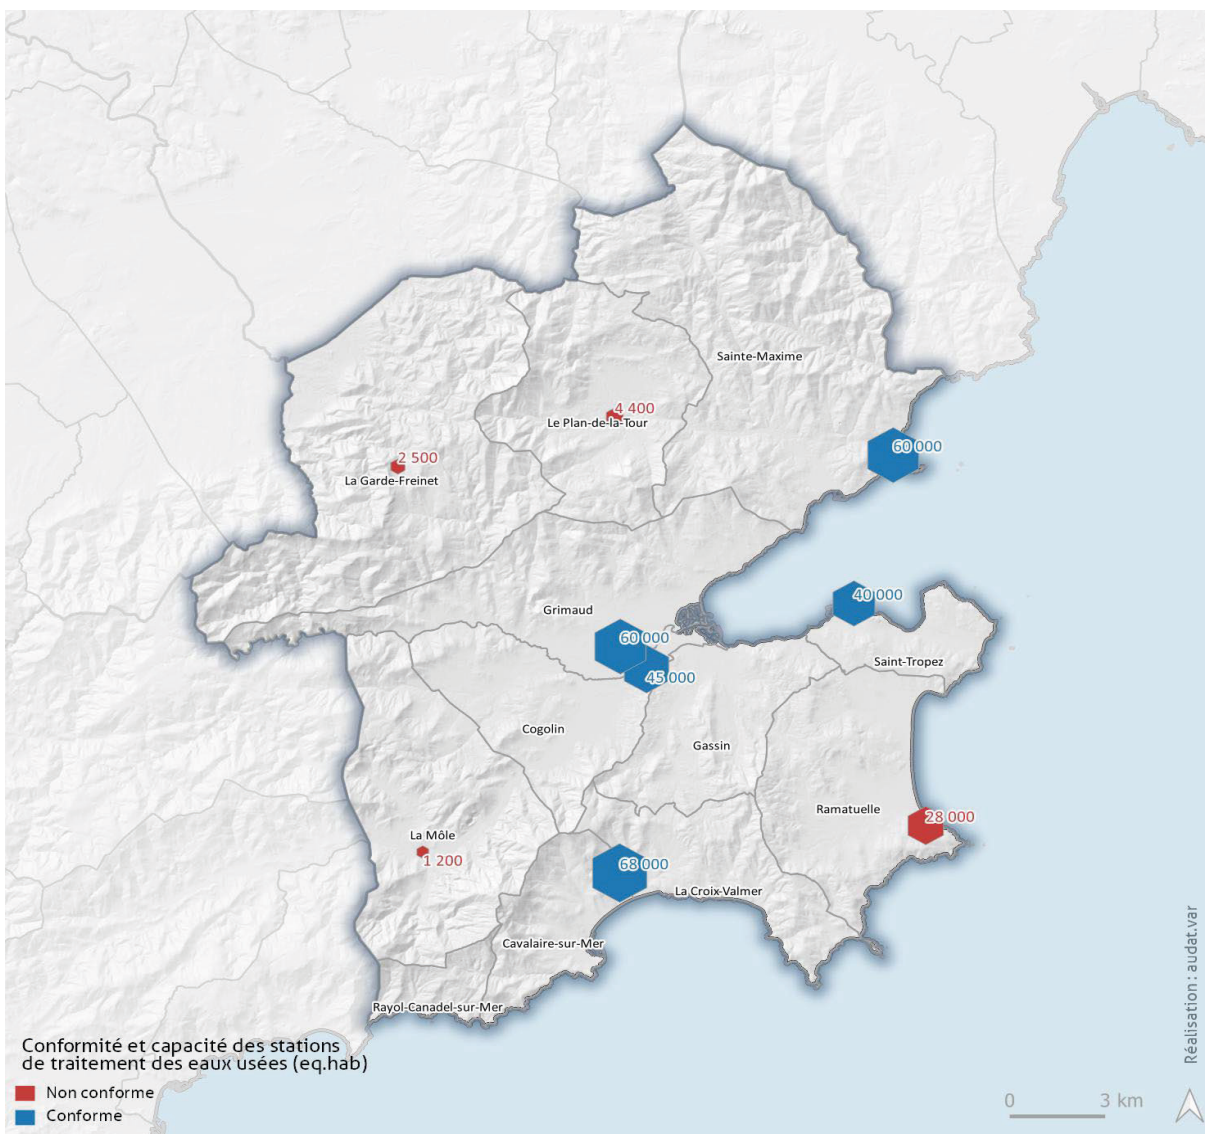 Sainte-Maxime
4 400
Le Plan-de-la-Tour
60 000
2 500
La Garde-Freinet
40 000
Grimaud
60 000
Saint-Tropez
45 000
Cogolin
Gassin
Ramatuelle
28 000
La Môle
1 200
68 000
La Croix-Valmer
Cavalaire-sur-Mer
Rayol-Canadel-sur-Mer
Conformité et capacité des stations
de traitement des eaux usées (eq.hab)
Non conforme
Conforme
0 3 km
Réalisation : audat.var